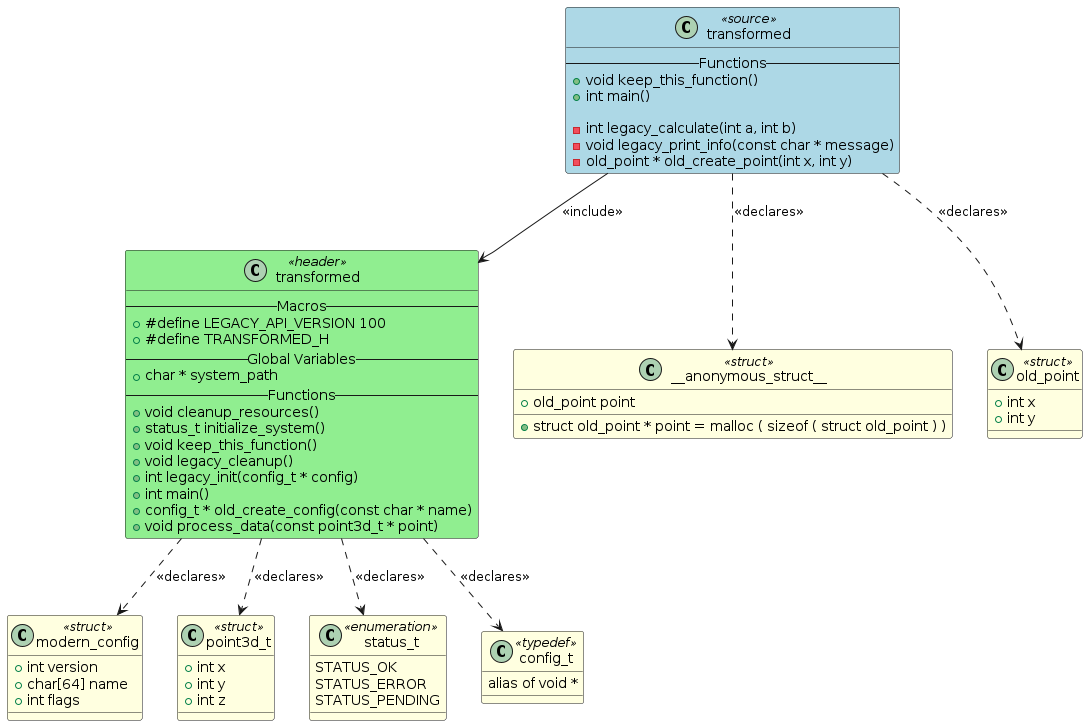 «source»
C transformed
Functions
void keep_this_function()
int main()
int legacy_calculate(int a, int b)
void legacy_print_info(const char * message)
old_point * old_create_point(int x, int y)
«include»
«declares»
«declares»
«header»
C transformed
Macros
#define LEGACY_API_VERSION 100
#define TRANSFORMED_H
Global Variables
char * system_path
Functions
void cleanup_resources()
status_t initialize_system()
void keep_this_function()
void legacy_cleanup()
int legacy_init(config_t * config)
int main()
config_t * old_create_config(const char * name)
void process_data(const point3d_t * point)
«struct»
C __anonymous_struct__
old_point point
struct old_point * point = malloc ( sizeof ( struct old_point ) )
«struct»
C old_point
int x
int y
«declares»
«declares»
«declares»
«declares»
«struct»
C modern_config
int version
char[64] name
int flags
«struct»
C point3d_t
int x
int y
int z
«enumeration»
C status_t
STATUS_OK
STATUS_ERROR
STATUS_PENDING
«typedef»
C config_t
alias of void *